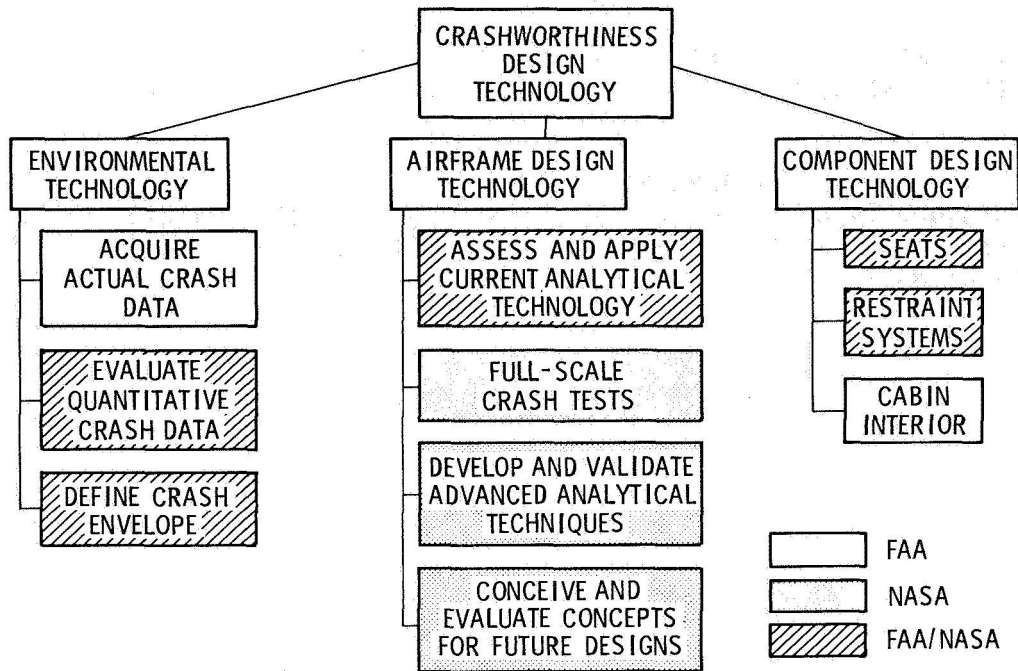 CRASHWORTHINESS
DESIGN
TECHNOLOGY
ENVIRONMENTAL
TECHNOLOGY
ACQUIRE
ACTUAL CRASH
DATA
EVALUATE
QUANTITATIVE
CRASH DATA
DEFINE CRASH
ENVELOPE
AIRFRAME DESIGN
TECHNOLOGY
ASSESS AND APPLY
CURRENT ANALYTICAL
TECHNOLOGY
FULL-SCALE
CRASH TESTS
DEVELOP AND VALIDATE
ADVANCED ANALYTICAL
TECHNIQUES
CONCEIVE AND
EVALUATE CONCEPTS
FOR FUTURE DESIGNS
COMPONENT DESIGN
TECHNOLOGY
SEATS
RESTRAINT
SYSTEMS
CABIN
INTERIOR
FAA
NASA
FAA/NASA